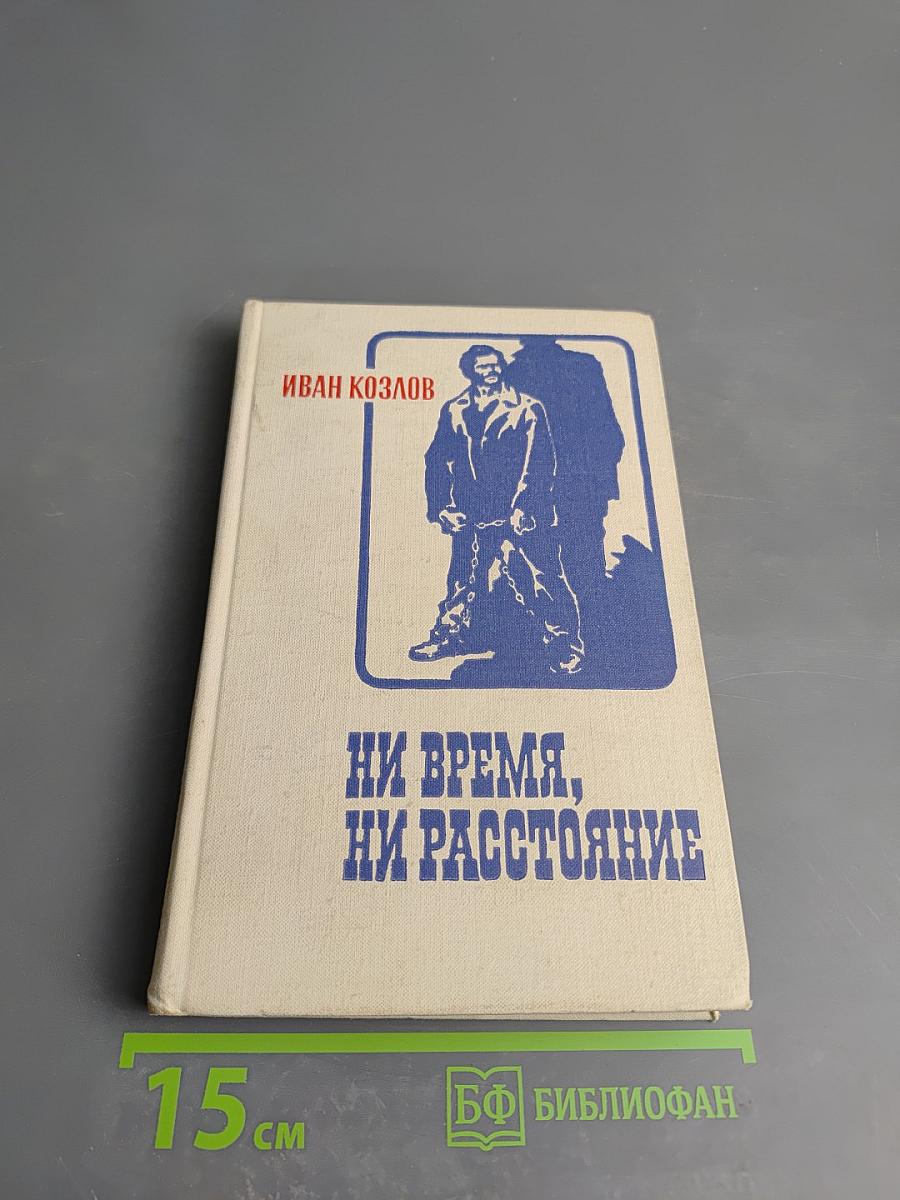 ИВАН КОЗЛОВ
НИ ВРЕМЯ,
НИ РАССТОЯНИЕ
15 см
БФ БИБЛИОФАН